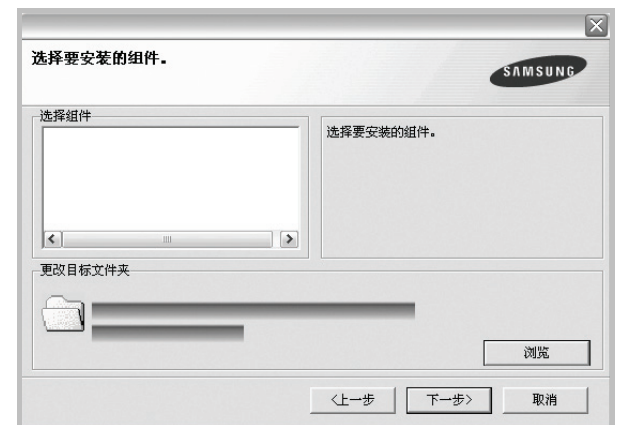 选择要安装的组件。
SAMSUNG
选择组件
选择要安装的组件。
更改目标文件夹
浏览
<上一步
下一步>
取消